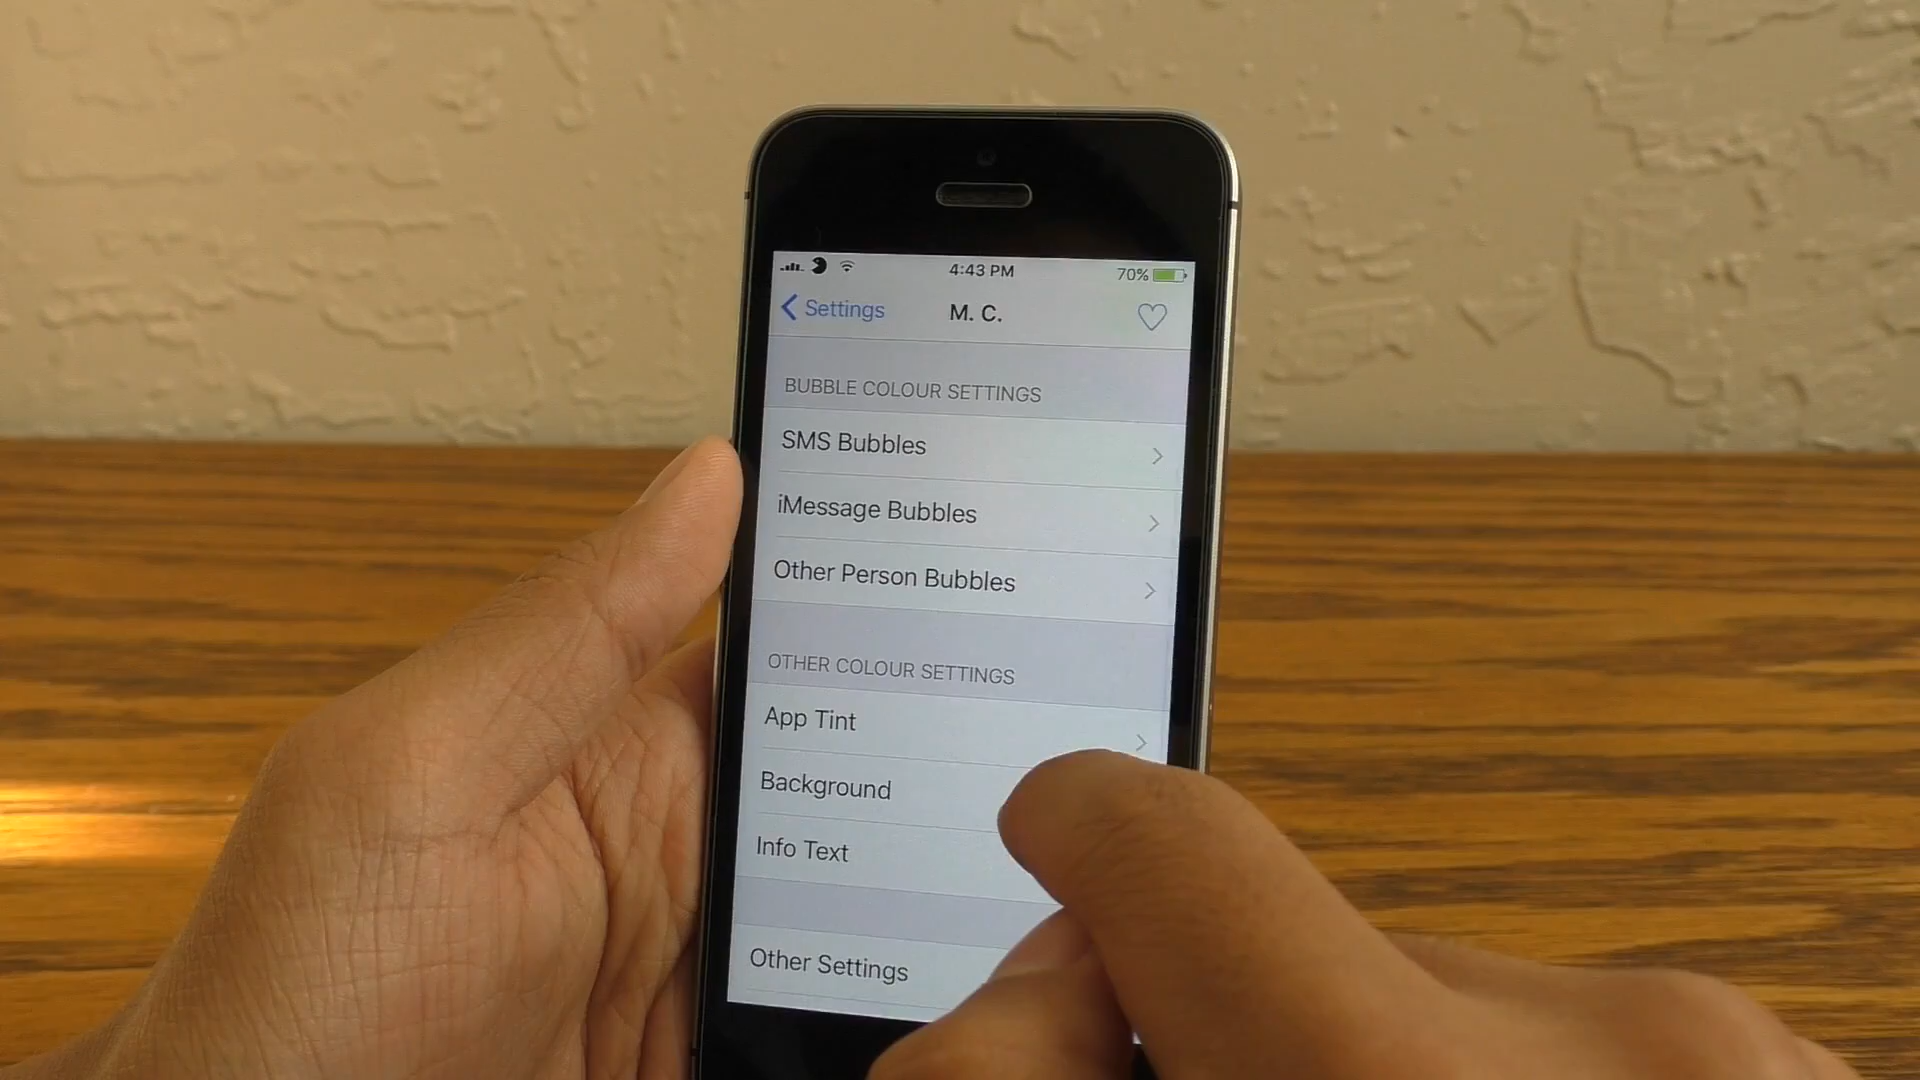 4:43 PM
70%
Settings
M. C.
BUBBLE COLOUR SETTINGS
SMS Bubbles
iMessage Bubbles
Other Person Bubbles
OTHER COLOUR SETTINGS
App Tint
Background
Info Text
Other Settings